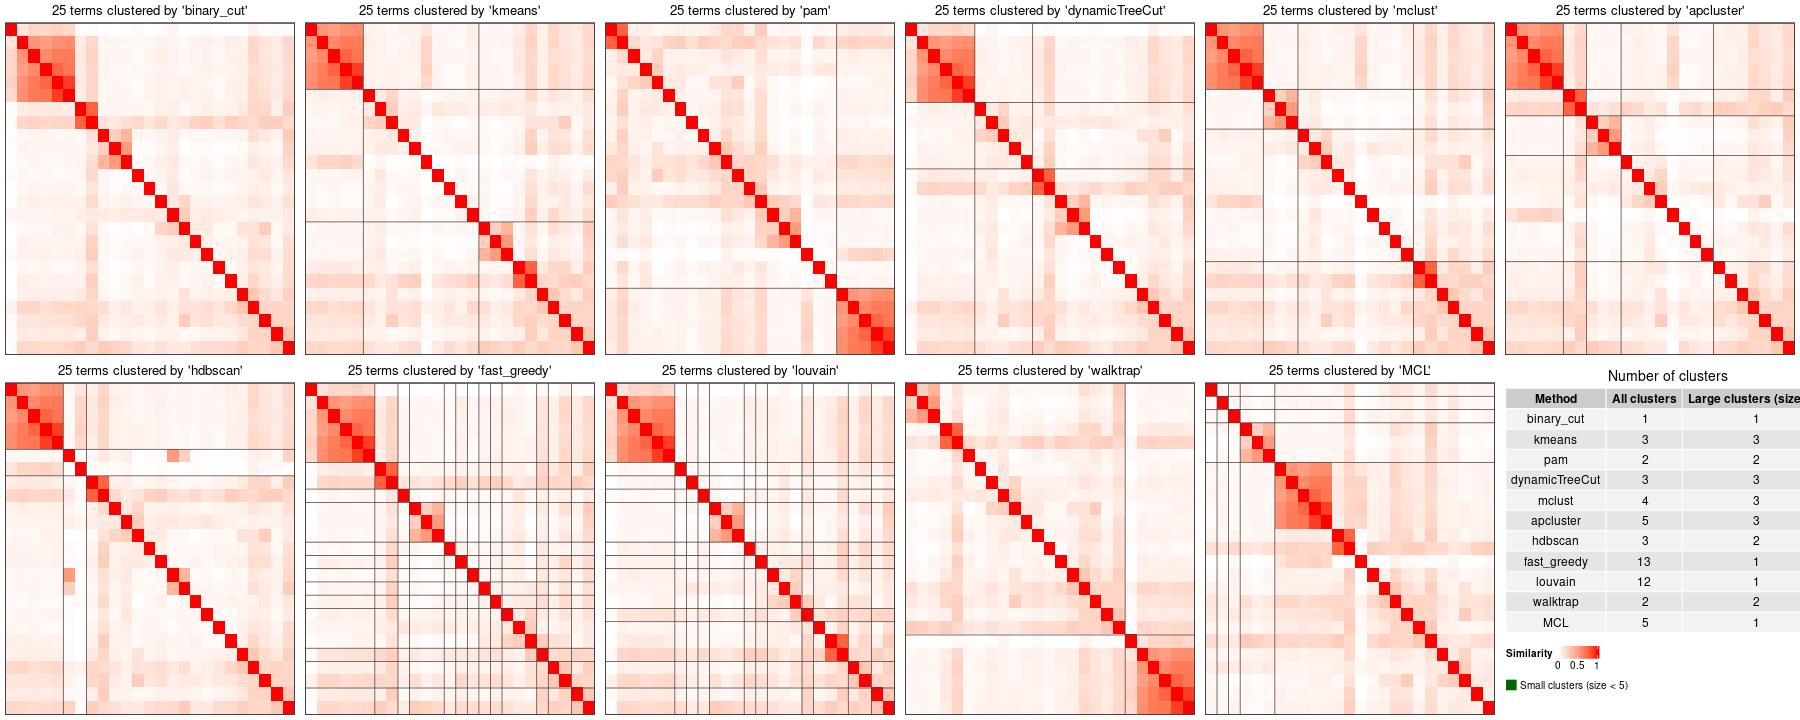 25 terms clustered by 'binary_cut'
25 terms clustered by 'kmeans'
25 terms clustered by 'pam'
25 terms clustered by 'dynamicTreeCut'
25 terms clustered by 'mclust'
25 terms clustered by 'apcluster'
25 terms clustered by 'hdbscan'
25 terms clustered by 'fast_greedy'
25 terms clustered by 'louvain'
25 terms clustered by 'walktrap'
25 terms clustered by 'MCL'
Number of clusters
Method All clusters Large clusters (size
binary_cut 1 1
kmeans 3 3
pam 2 2
dynamicTreeCut 3 3
mclust 4 3
apcluster 5 3
hdbscan 3 2
fast_greedy 13 1
louvain 12 1
walktrap 2 2
MCL 5 1
Similarity
0 0.5 1
Small clusters (size < 5)